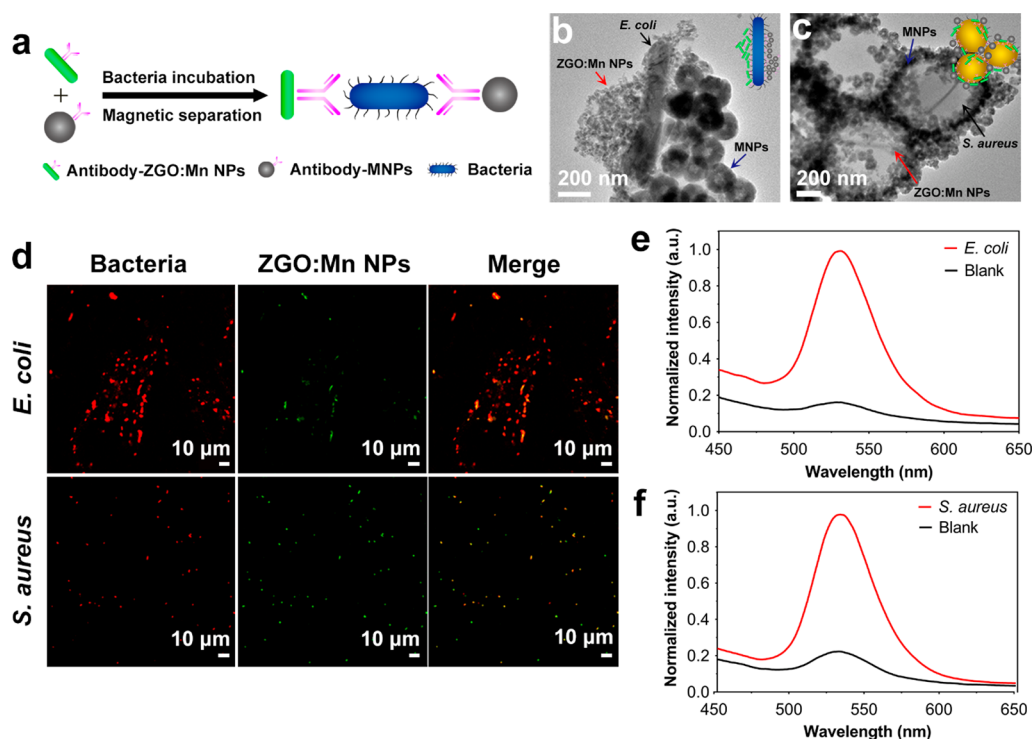 a
+
Bacteria incubation
Magnetic separation
Antibody-ZGO:Mn NPs
Antibody-MNPs
Bacteria
b
E. coli
ZGO:Mn NPs
MNPs
200 nm
c
MNPs
S. aureus
ZGO:Mn NPs
200 nm
d
Bacteria
ZGO:Mn NPs
Merge
E. coli
10 µm
10 µm
10 µm
S. aureus
10 µm
10 µm
10 µm
e
Normalized intensity (a.u.)
1.0
0.8
0.6
0.4
0.2
0.0
E. coli
Blank
450 500 550 600 650
Wavelength (nm)
f
Normalized intensity (a.u.)
1.0
0.8
0.6
0.4
0.2
0.0
S. aureus
Blank
450 500 550 600 650
Wavelength (nm)